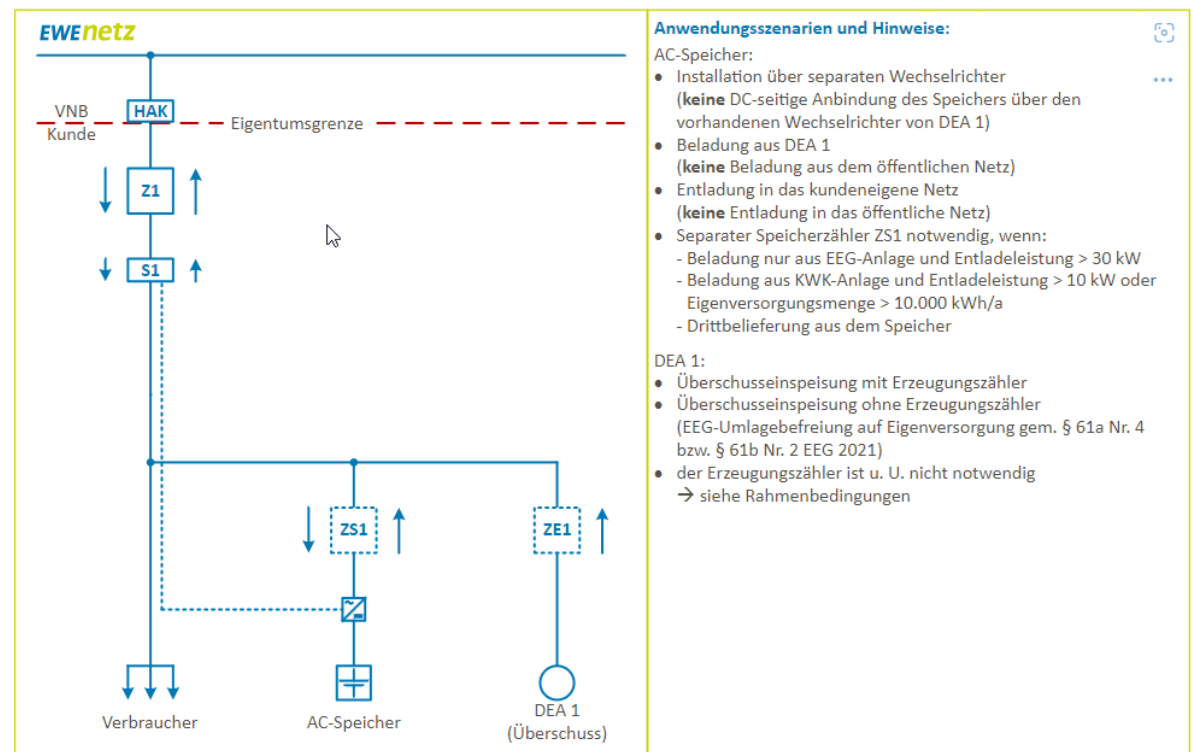 EWEnetz
VNB
HAK
Kunde
Eigentumsgrenze
Z1
S1
ZS1
ZE1
Verbraucher
AC-Speicher
DEA 1
(Überschuss)
Anwendungsszenarien und Hinweise:
AC-Speicher:
● Installation über separaten Wechselrichter
(keine DC-seitige Anbindung des Speichers über den
vorhandenen Wechselrichter von DEA 1)
● Beladung aus DEA 1
(keine Beladung aus dem öffentlichen Netz)
● Entladung in das kundeneigene Netz
(keine Entladung in das öffentliche Netz)
● Separater Speicherzähler ZS1 notwendig, wenn:
- Beladung nur aus EEG-Anlage und Entladeleistung > 30 kW
- Beladung aus KWK-Anlage und Entladeleistung > 10 kW oder
Eigenversorgungsmenge > 10.000 kWh/a
- Drittbelieferung aus dem Speicher
DEA 1:
● Überschusseinspeisung mit Erzeugungszähler
● Überschusseinspeisung ohne Erzeugungszähler
(EEG-Umlagebefreiung auf Eigenversorgung gem. § 61a Nr. 4
bzw. § 61b Nr. 2 EEG 2021)
● der Erzeugungszähler ist u. U. nicht notwendig
→ siehe Rahmenbedingungen